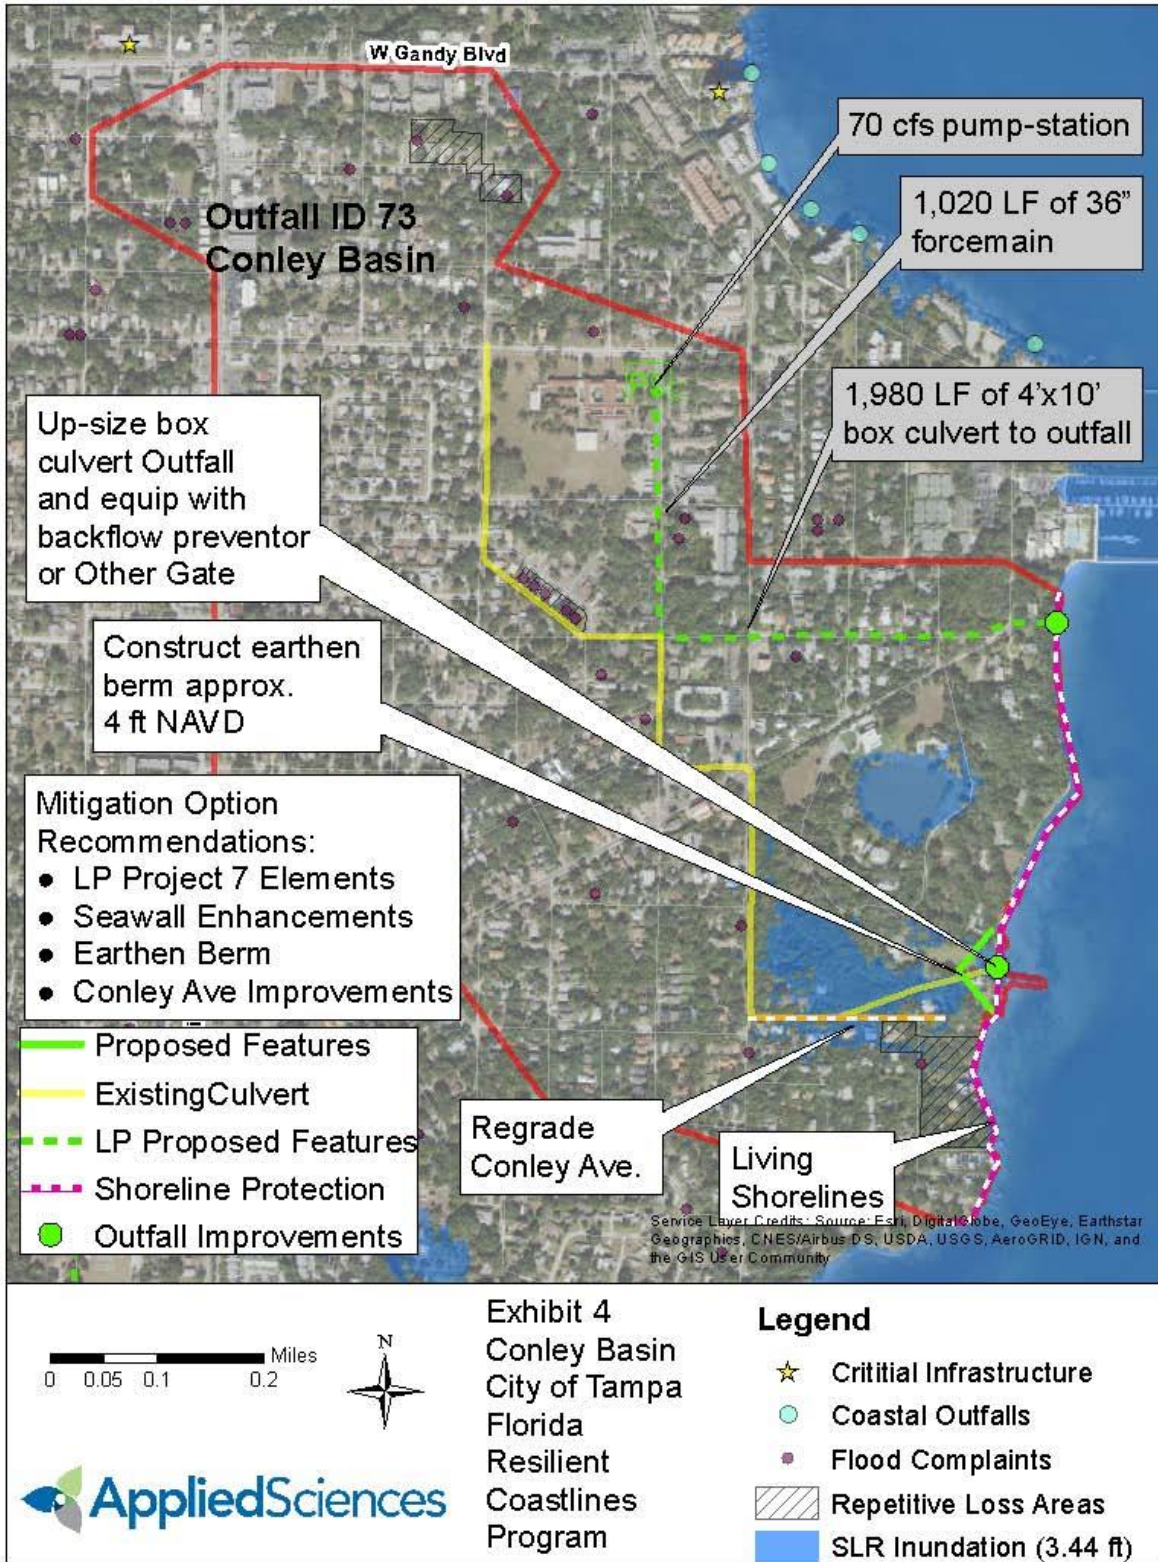 W Gandy Blvd
70 cfs pump-station
1,020 LF of 36"
forcemain
Outfall ID 73
Conley Basin
1,980 LF of 4'x10'
box culvert to outfall
Up-size box
culvert Outfall
and equip with
backflow preventor
or Other Gate
Construct earthen
berm approx.
4 ft NAVD
Mitigation Option
Recommendations:
● LP Project 7 Elements
● Seawall Enhancements
● Earthen Berm
● Conley Ave Improvements
Proposed Features
ExistingCulvert
LP Proposed Features
Shoreline Protection
Outfall Improvements
Regrade
Conley Ave.
Living
Shorelines
Service Layer Credits: Source: Esri, DigitalGlobe, GeoEye, Earthstar
Geographics, CNES/Airbus DS, USDA, USGS, AeroGRID, IGN, and
the GIS User Community
Miles
0 0.05 0.1 0.2
N
AppliedSciences
Exhibit 4
Conley Basin
City of Tampa
Florida
Resilient
Coastlines
Program
Legend
Crititial Infrastructure
Coastal Outfalls
Flood Complaints
Repetitive Loss Areas
SLR Inundation (3.44 ft)